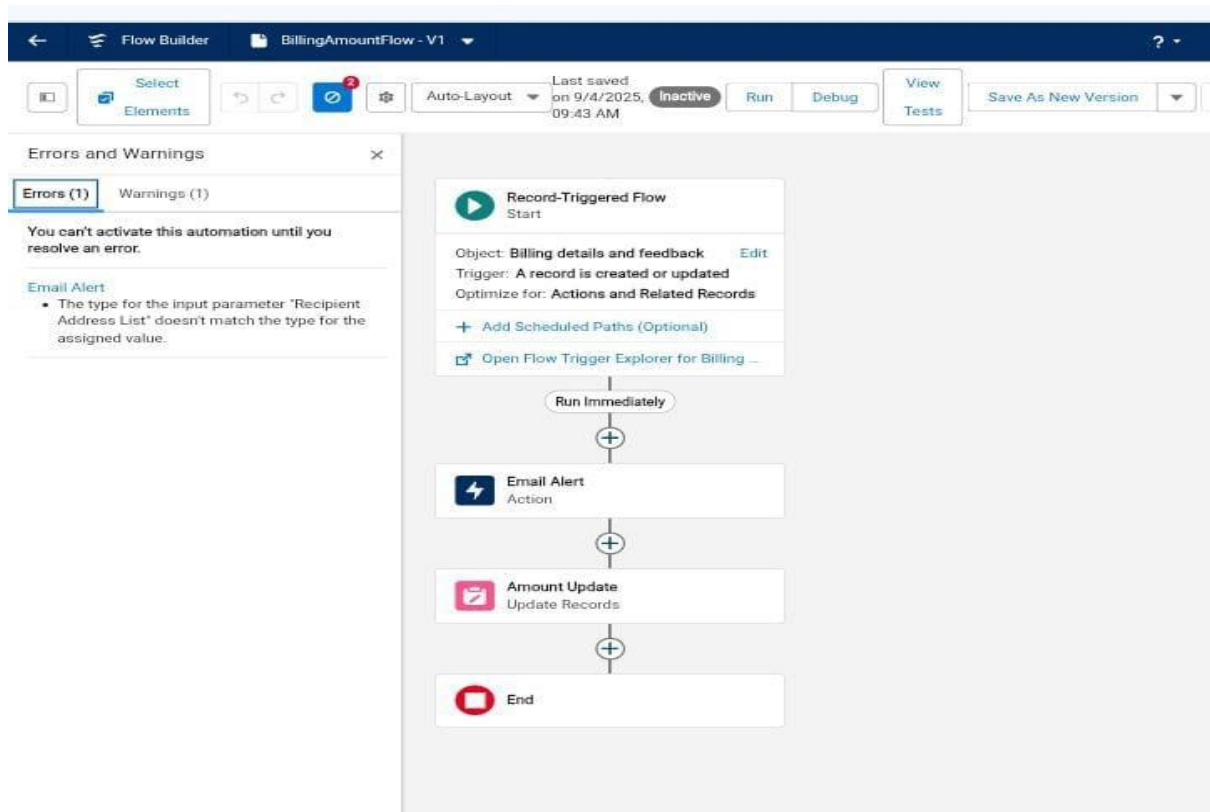 Flow Builder
BillingAmountFlow - V1
?
Select
Elements
2
Auto-Layout
Last saved
on 9/4/2025,
09:43 AM
Inactive
Run
Debug
View
Tests
Save As New Version
Errors and Warnings
Errors (1)
Warnings (1)
You can't activate this automation until you
resolve an error.
Email Alert
• The type for the input parameter "Recipient
Address List" doesn't match the type for the
assigned value.
Record-Triggered Flow
Start
Object: Billing details and feedback
Edit
Trigger: A record is created or updated
Optimize for: Actions and Related Records
+ Add Scheduled Paths (Optional)
Open Flow Trigger Explorer for Billing ...
Run Immediately
Email Alert
Action
Amount Update
Update Records
End